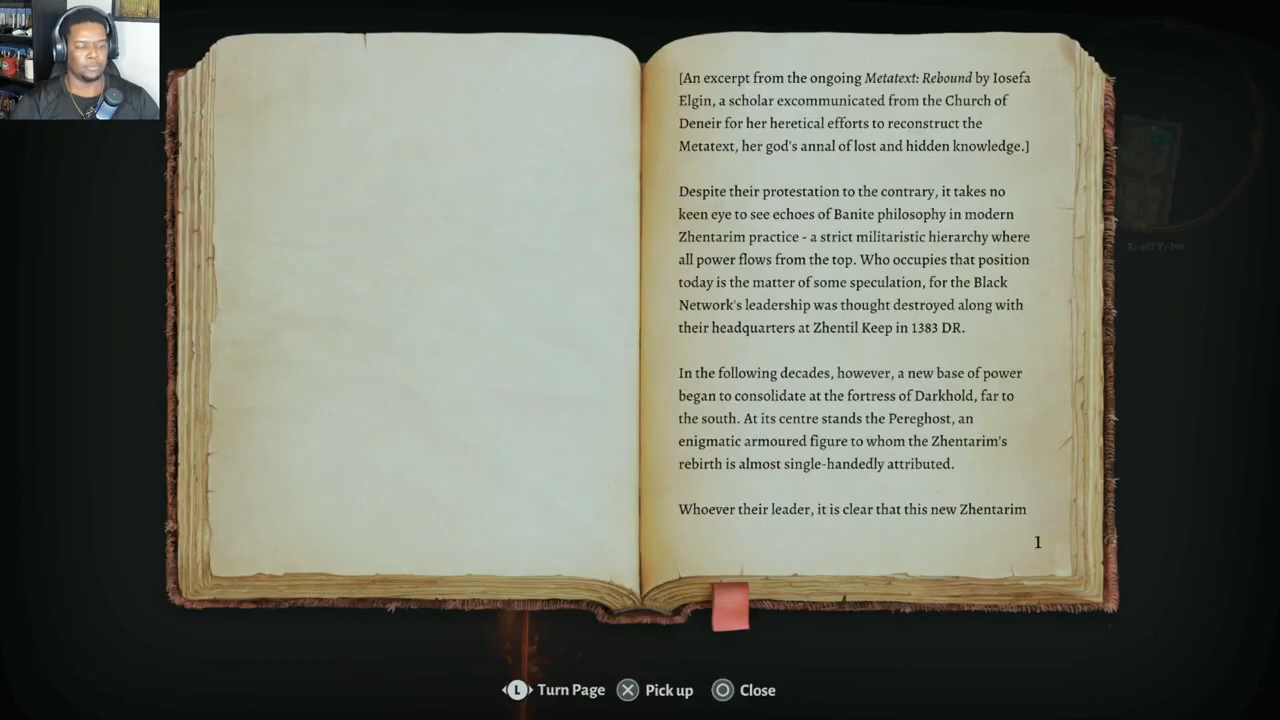 [An excerpt from the ongoing Metatext: Rebound by Iosefa
Elgin, a scholar excommunicated from the Church of
Deneir for her heretical efforts to reconstruct the
Metatext, her god's annal of lost and hidden knowledge.]
Despite their protestation to the contrary, it takes no
keen eye to see echoes of Banite philosophy in modern
Zhentarim practice - a strict militaristic hierarchy where
all power flows from the top. Who occupies that position
today is the matter of some speculation, for the Black
Network's leadership was thought destroyed along with
their headquarters at Zhentil Keep in 1383 DR.
In the following decades, however, a new base of power
began to consolidate at the fortress of Darkhold, far to
the south. At its centre stands the Pereghost, an
enigmatic armoured figure to whom the Zhentarim's
rebirth is almost single-handedly attributed.
Whoever their leader, it is clear that this new Zhentarim
1
L Turn Page Pick up Close